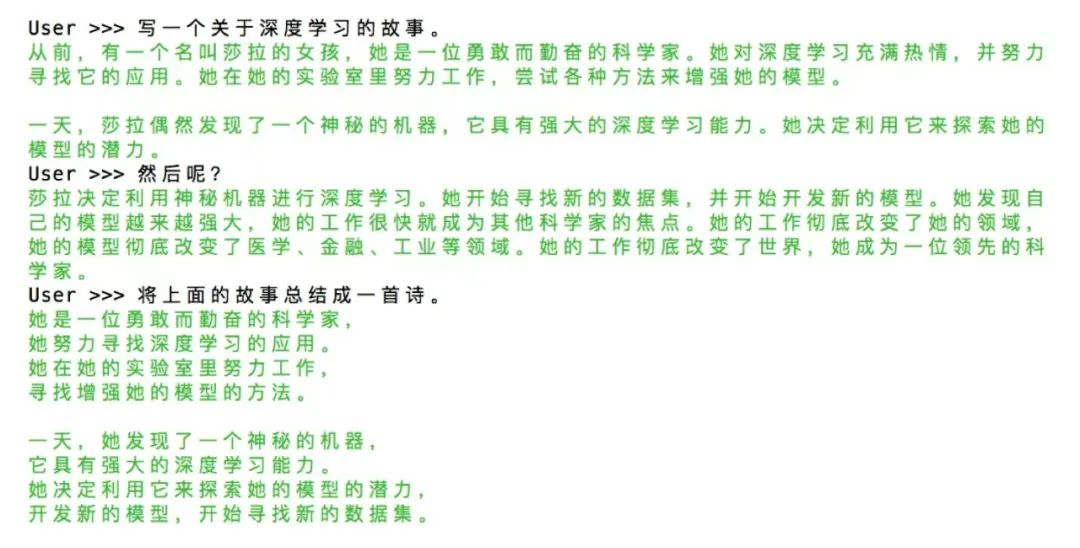 User >>> 写一个关于深度学习的故事。
从前，有一个名叫莎拉的女孩，她是一位勇敢而勤奋的科学家。她对深度学习充满热情，并努力
寻找它的应用。她在她的实验室里努力工作，尝试各种方法来增强她的模型。
一天，莎拉偶然发现了一个神秘的机器，它具有强大的深度学习能力。她决定利用它来探索她的
模型的潜力。
User >>> 然后呢?
莎拉决定利用神秘机器进行深度学习。她开始寻找新的数据集，并开始开发新的模型。她发现自
己的模型越来越强大，她的工作很快就成为其他科学家的焦点。她的工作彻底改变了她的领域，
她的模型彻底改变了医学、金融、工业等领域。她的工作彻底改变了世界，她成为一位领先的科
学家。
User >>> 将上面的故事总结成一首诗。
她是一位勇敢而勤奋的科学家，
她努力寻找深度学习的应用。
她在她的实验室里努力工作，
寻找增强她的模型的方法。
一天，她发现了一个神秘的机器，
它具有强大的深度学习能力。
她决定利用它来探索她的模型的潜力，
开发新的模型，开始寻找新的数据集。